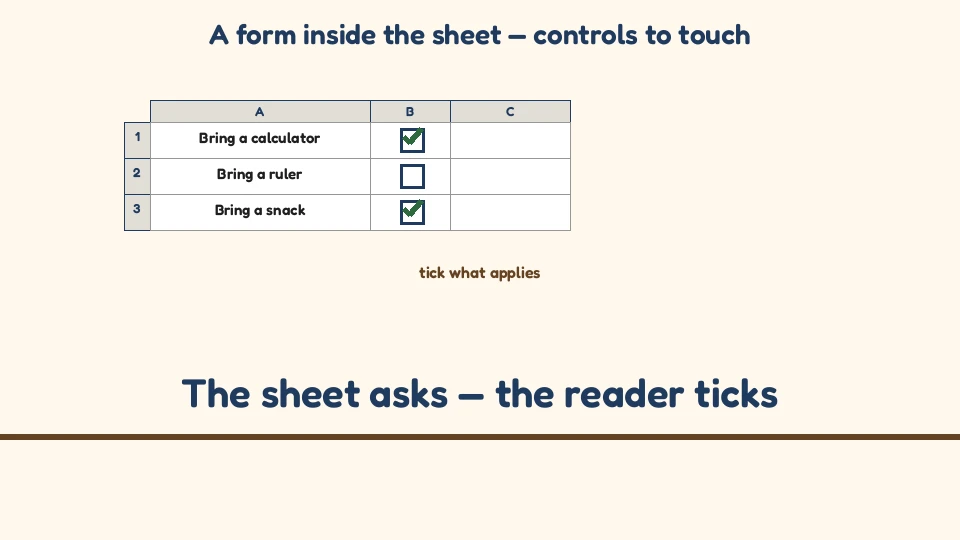 A form inside the sheet — controls to touch
A B C
1 Bring a calculator
2 Bring a ruler
3 Bring a snack
tick what applies
The sheet asks — the reader ticks